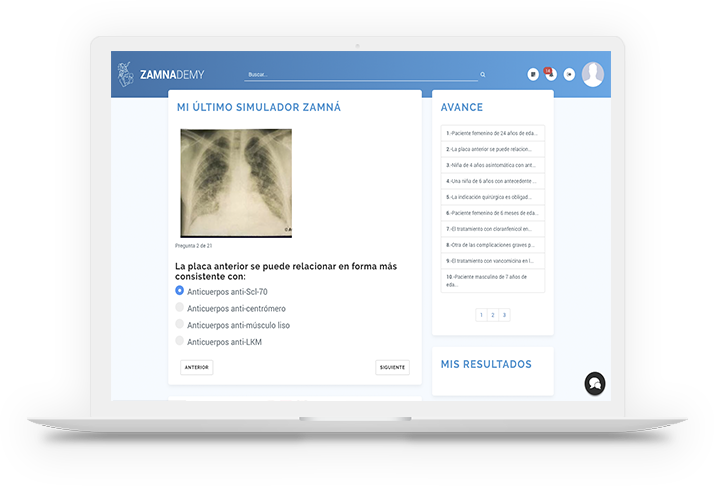 ZAMNADEMY
Buscar...
MI ÚLTIMO SIMULADOR ZAMNÁ
Pregunta 2 de 21
La placa anterior se puede relacionar en forma más
consistente con:
Anticuerpos anti-Scl-70
Anticuerpos anti-centrómero
Anticuerpos anti-músculo liso
Anticuerpos anti-LKM
ANTERIOR
SIGUIENTE
AVANCE
1.-Paciente femenino de 24 años de eda...
2.-La placa anterior se puede relacion...
3.-Niña de 4 años asintomática con ant...
4.-Una niña de 6 años con antecedente ...
5.-La indicación quirúrgica es obligad...
6.-Paciente femenino de 6 meses de eda...
7.-El tratamiento con cloranfenicol en...
8.-Otra de las complicaciones graves p...
9.-El tratamiento con vancomicina en l...
10.-Paciente masculino de 7 años de
eda...
1 2 3
MIS RESULTADOS